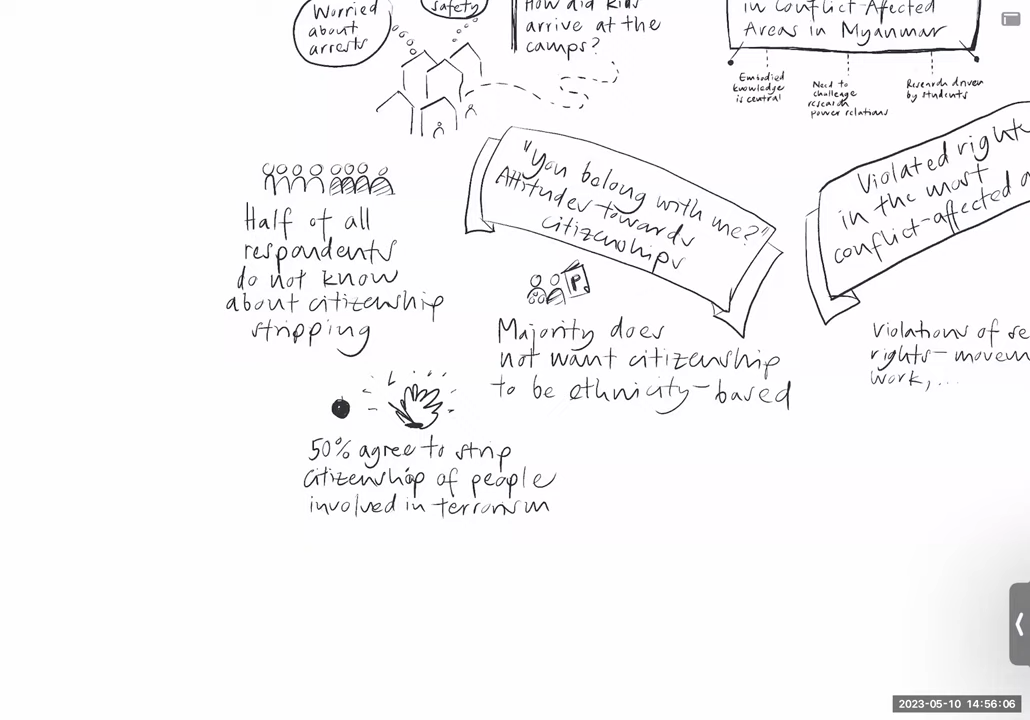 Worried
about
arrests
safety
How did kids
arrive at the
camps?
in Conflict-Affected
Areas in Myanmar
Embodied
knowledge
is central
Need to
challenge
research
power relations
Research driven
by students
"You belong with me?"
Attitudes towards
citizenships
Violated rights
in the most
conflict-affected
Half of all
respondents
do not know
about citizenship
stripping
P
Majority does
not want citizenship
to be ethnicity-based
Violations of se
rights - movem
work,...
50% agree to strip
citizenship of people
involved in terrorism
2023-05-10 14:56:06